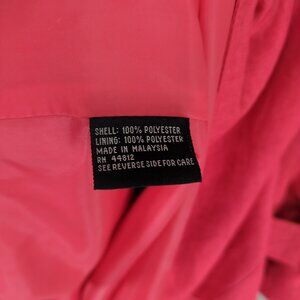 SHELL: 100% POLYESTER
LINING: 100% POLYESTER
MADE IN MALAYSIA
RN 44812
SEE REVERSE SIDE FOR CARE